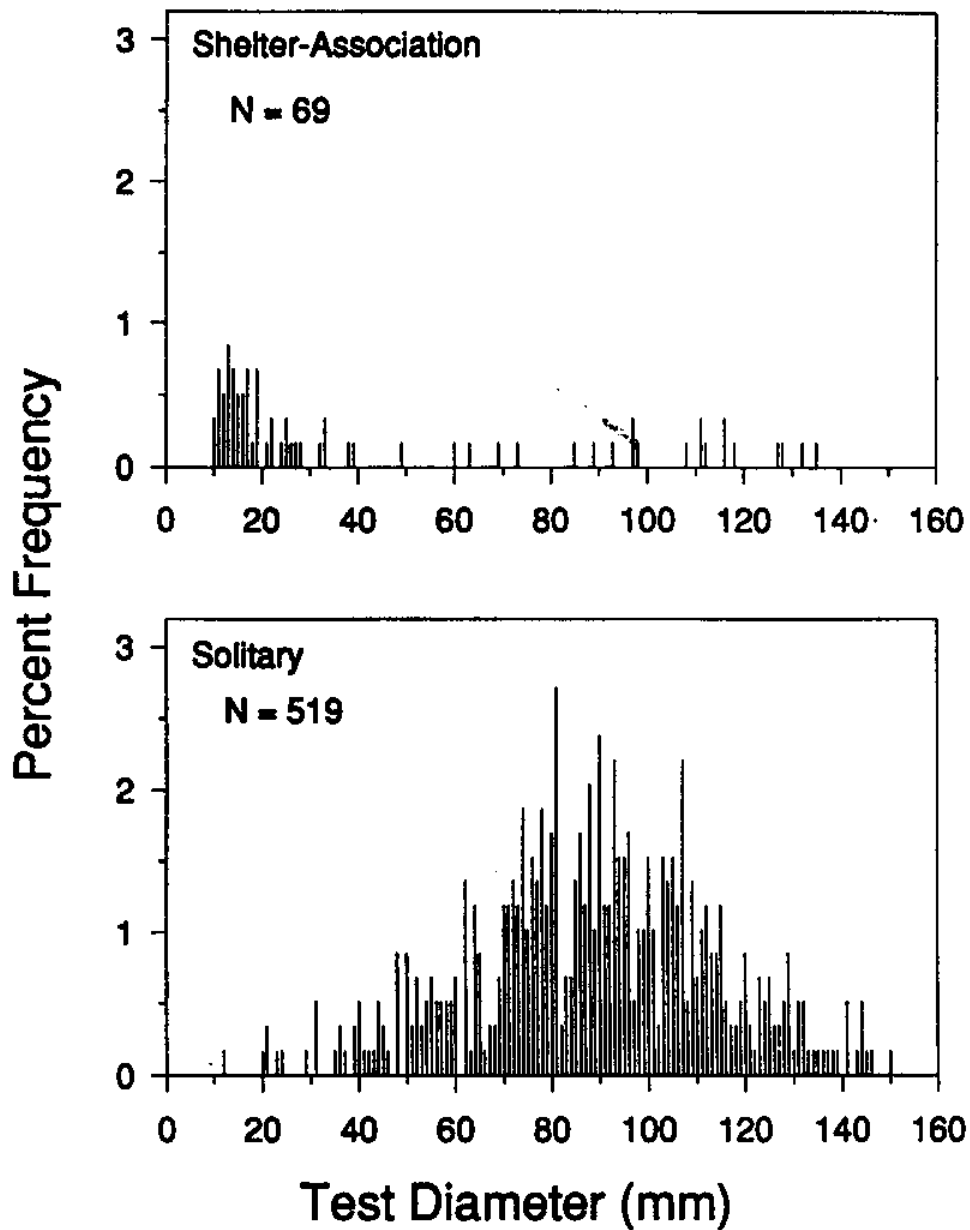 Percent Frequency
Shelter-Association
N = 69
3
2
1
0
0 20 40 60 80 100 120 140 160
Solitary
N = 519
3
2
1
0
0 20 40 60 80 100 120 140 160
Test Diameter (mm)